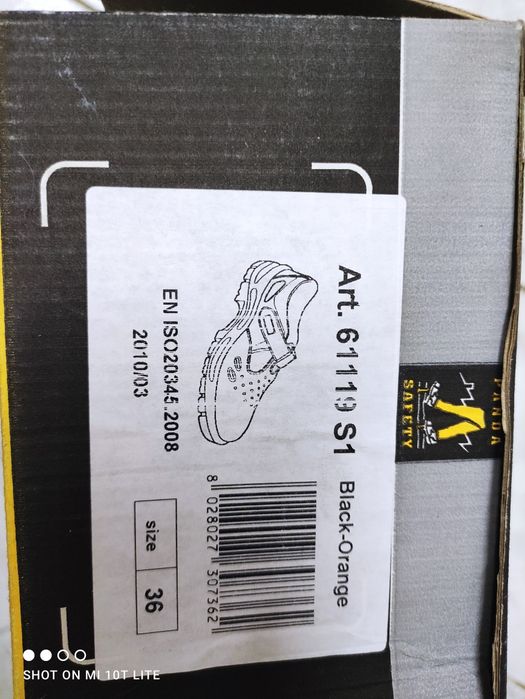 Art. 61119 S1 Black-Orange
EN ISO20345:2008
2010/03
8 028027 307362
size 36
PANDA
SAFETY
SHOT ON MI 10T LITE